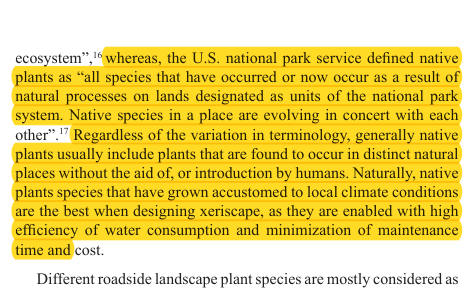 ecosystem”,16 whereas, the U.S. national park service defined native
plants as “all species that have occurred or now occur as a result of
natural processes on lands designated as units of the national park
system. Native species in a place are evolving in concert with each
other”.17 Regardless of the variation in terminology, generally native
plants usually include plants that are found to occur in distinct natural
places without the aid of, or introduction by humans. Naturally, native
plants species that have grown accustomed to local climate conditions
are the best when designing xeriscape, as they are enabled with high
efficiency of water consumption and minimization of maintenance
time and cost.
Different roadside landscape plant species are mostly considered as